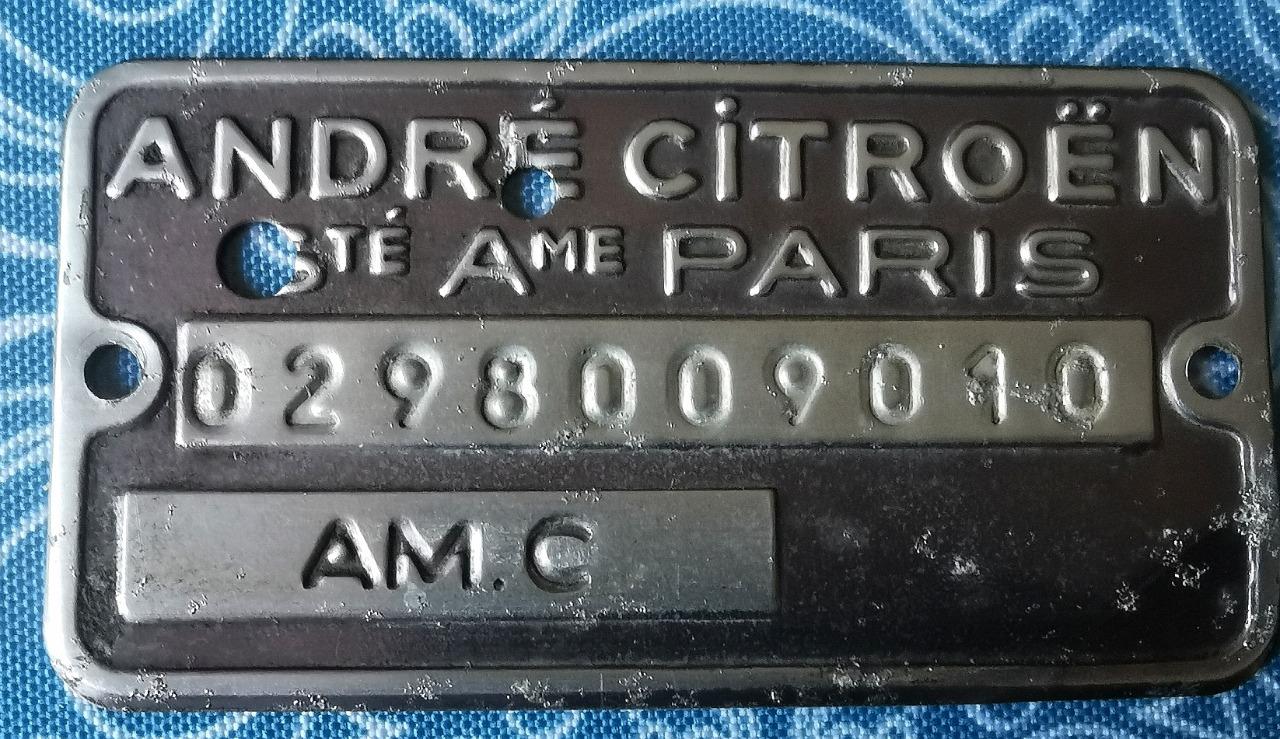 ANDRÉ CİTROËN
STÉ AME PARIS
0298009010
AM.C